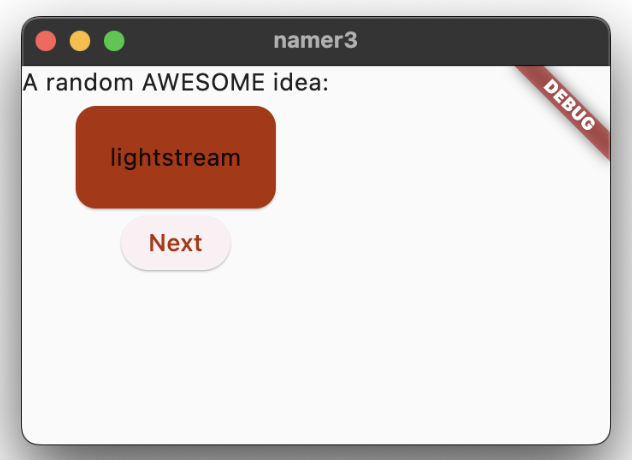 namer3
A random AWESOME idea:
DEBUG
lightstream
Next